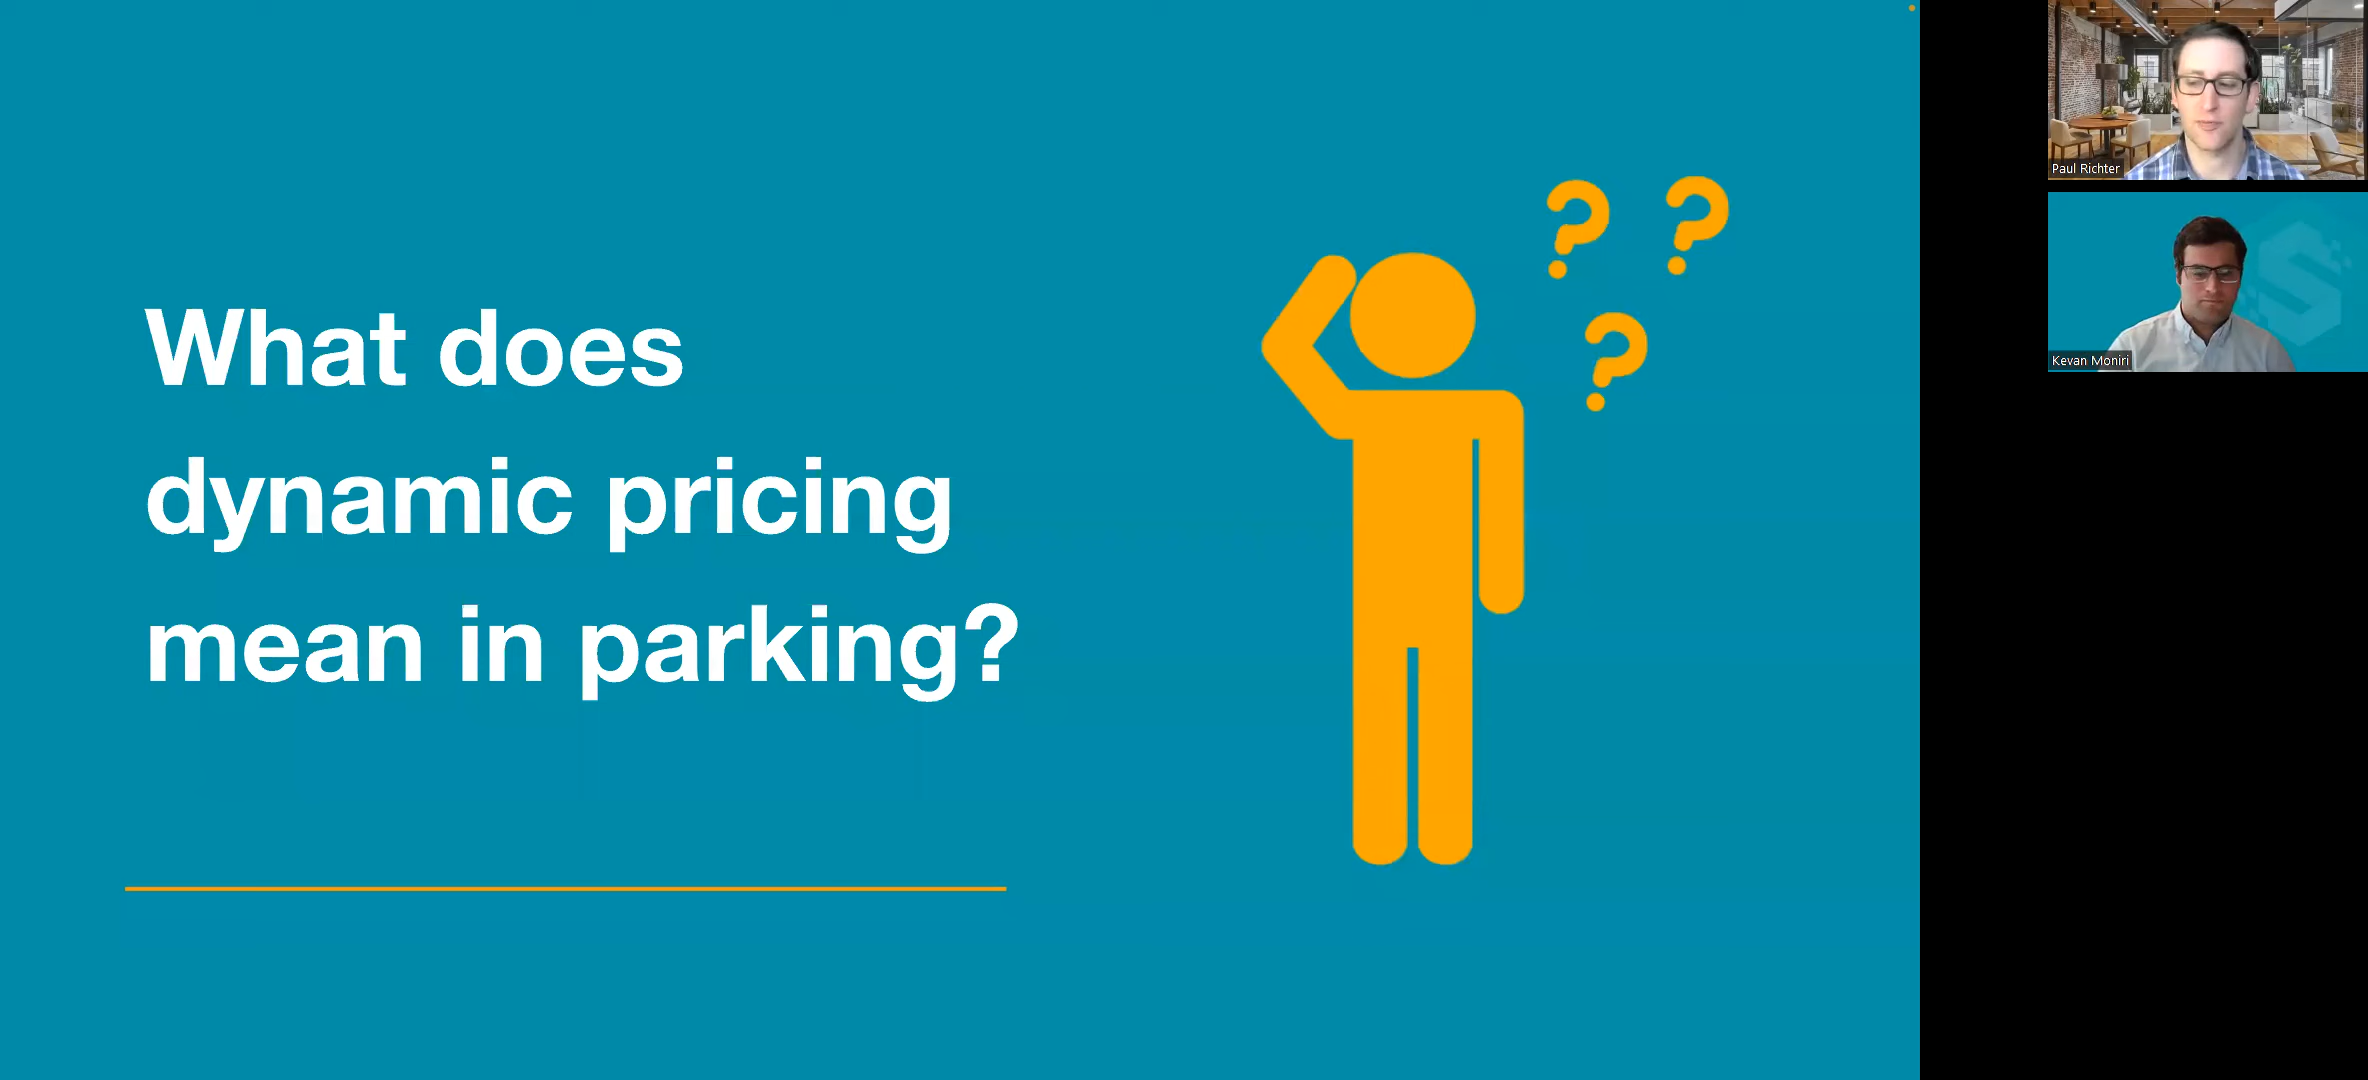 What does
dynamic pricing
mean in parking?
? ? ?
Paul Richter
Kevan Moniri